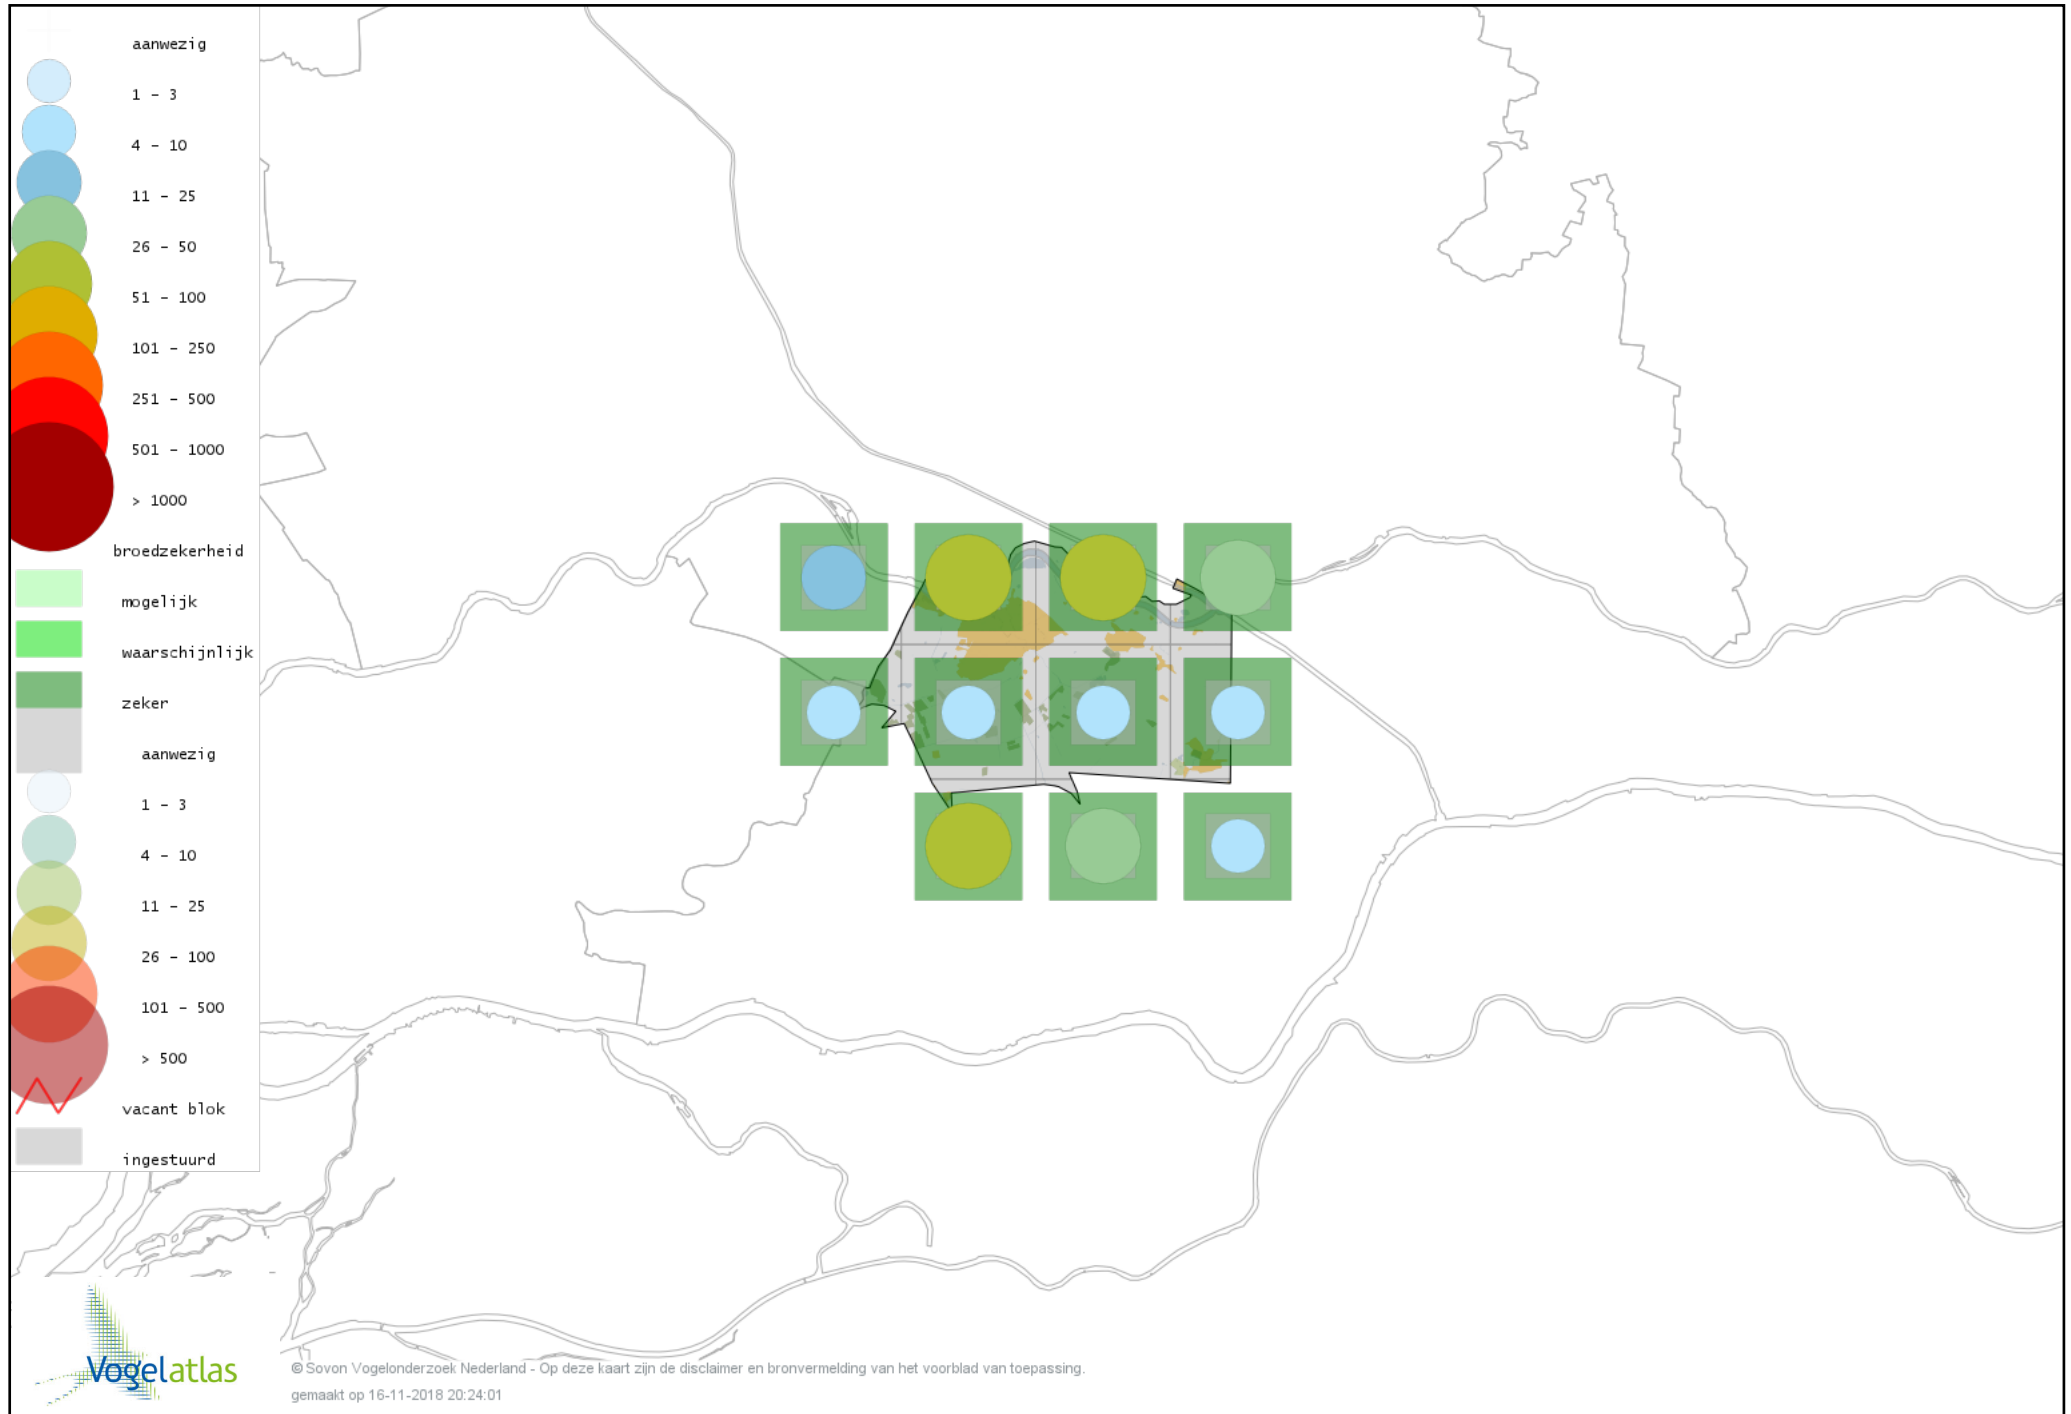 aanwezig
1 - 3
4 - 10
11 - 25
26 - 50
51 - 100
101 - 250
251 - 500
501 - 1000
> 1000
broedzekerheid
mogelijk
waarschijnlijk
zeker
aanwezig
1 - 3
4 - 10
11 - 25
26 - 100
101 - 500
> 500
vacant blok
ingestuurd
Vogelatlas
© Sovon Vogelonderzoek Nederland - Op deze kaart zijn de disclaimer en bronvermelding van het voorblad van toepassing.
gemaakt op 16-11-2018 20:24:01